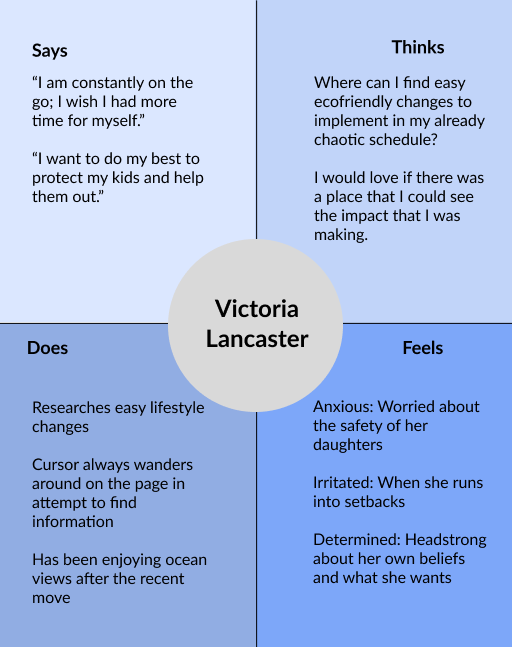 Says
“I am constantly on the
go; I wish I had more
time for myself.”
“I want to do my best to
protect my kids and help
them out.”
Thinks
Where can I find easy
ecofriendly changes to
implement in my already
chaotic schedule?
I would love if there was
a place that I could see
the impact that I was
making.
Victoria
Lancaster
Does
Researches easy lifestyle
changes
Cursor always wanders
around on the page in
attempt to find
information
Has been enjoying ocean
views after the recent
move
Feels
Anxious: Worried about
the safety of her
daughters
Irritated: When she runs
into setbacks
Determined: Headstrong
about her own beliefs
and what she wants